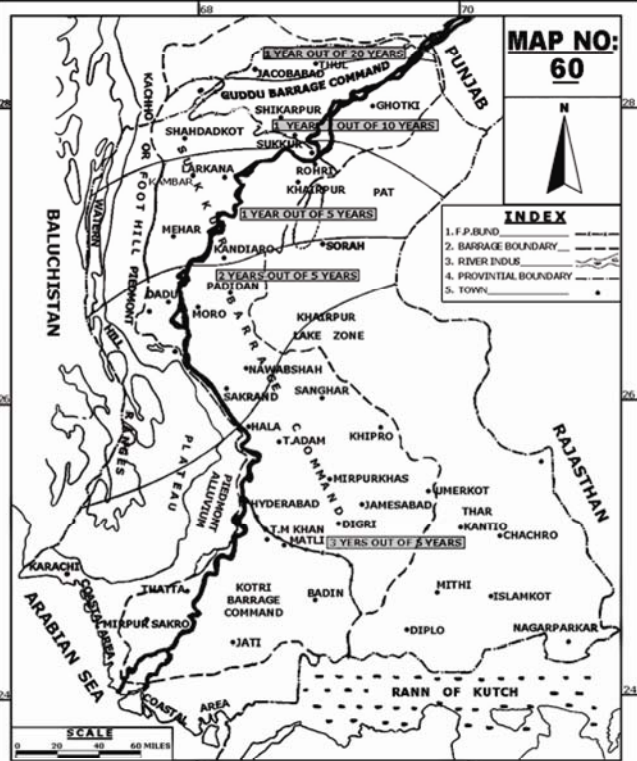 68
70
MAP NO:
60
N
1 YEAR OUT OF 20 YEARS
THUL
JACOBABAD
GUDDU BARRAGE COMMAND
PUNJAB
28
28
KACHHO OR FOOT HILL PIEDMONT
SHIKARPUR
GHOTKI
1 YEAR OUT OF 10 YEARS
SHAHDADKOT
SUKKUR
ROHRI
LARKANA
KAMBAR
KHAIRPUR
PAT
INDEX
1. F.P.BUND
2. BARRAGE BOUNDARY
3. RIVER INDUS
4. PROVINTIAL BOUNDARY
5. TOWN
SUKKUR BARRAGE COMMAND
1 YEAR OUT OF 5 YEARS
BALUCHISTAN
WATERN
HILL
RANGES
MEHAR
KANDIARO
SORAH
2 YEARS OUT OF 5 YEARS
PADIDAN
DADU
MORO
KHAIRPUR
LAKE ZONE
NAWABSHAH
SAKRAND
SANGHAR
26
26
HALA
T.ADAM
KHIPRO
RAJASTHAN
PLATEAU
PIEDMONT
ALLUVIUM
MIRPURKHAS
UMERKOT
HYDERABAD
JAMESABAD
THAR
DIGRI
KANTIO
T.M KHAN
CHACHRO
MATLI
3 YERS OUT OF 5 YEARS
KARACHI
THATTA
KOTRI
BARRAGE
COMMAND
BADIN
MITHI
ISLAMKOT
COASTAL AREA
MIRPUR SAKRO
ARABIAN SEA
JATI
DIPLO
NAGARPARKAR
24
24
RANN OF KUTCH
COASTAL AREA
SCALE
0 20 40 60 MILES